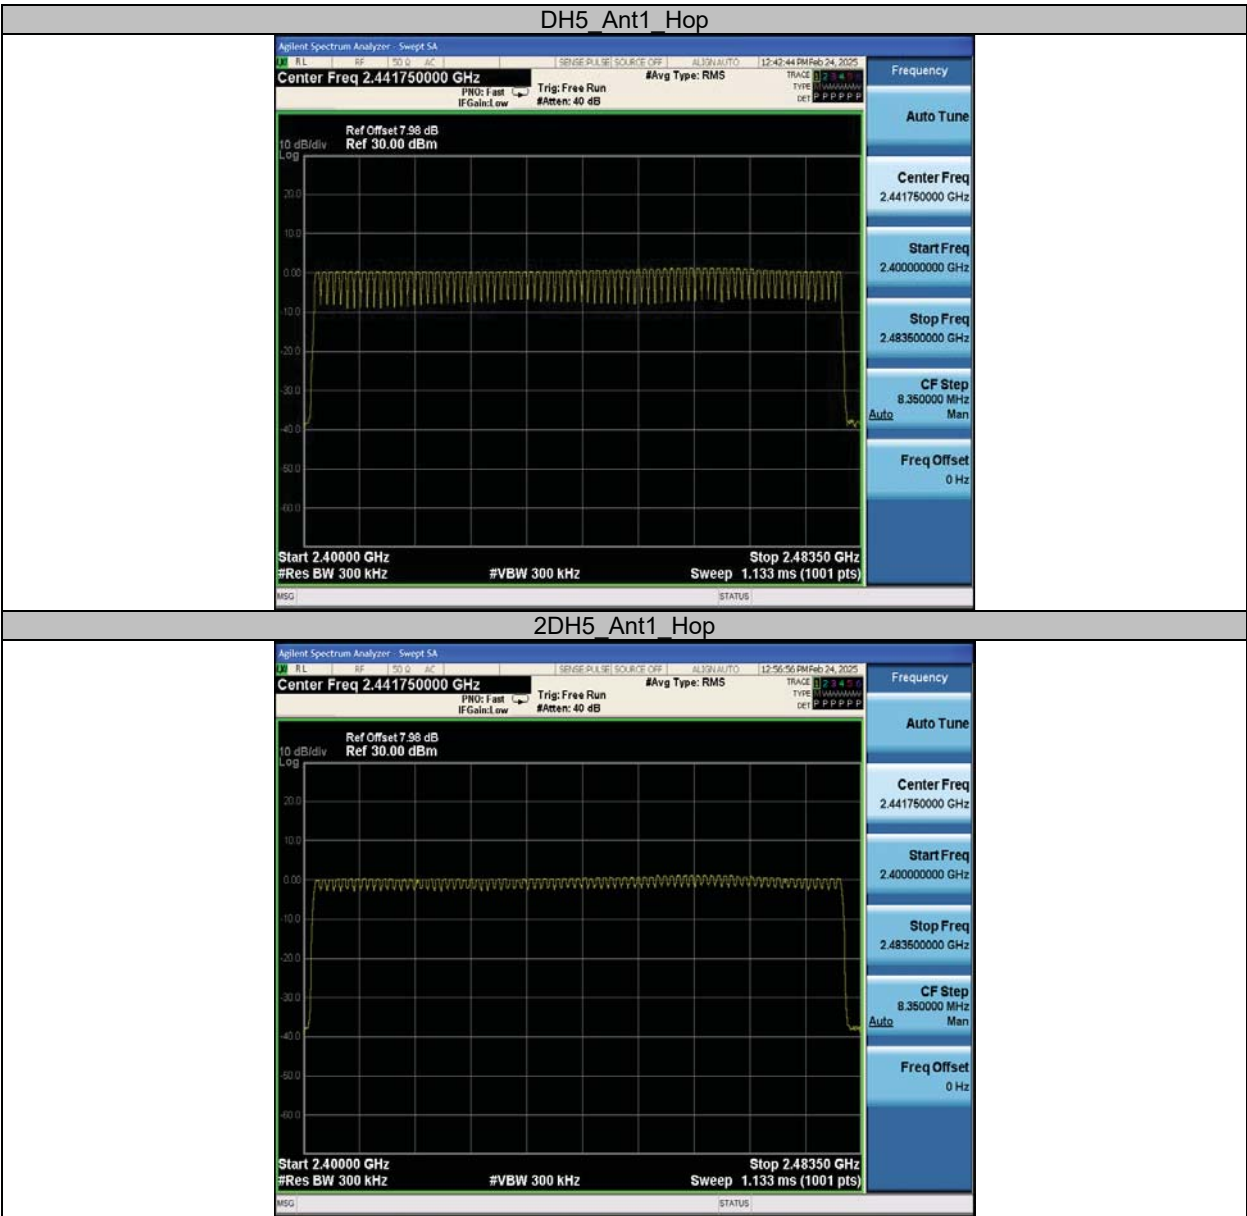 DH5_Ant1_Hop
Agilent Spectrum Analyzer - Swept SA
RL RF 50 Ω AC SENSE:PULSE SOURCE OFF ALIGNAUTO 12:42:44 PM Feb 24, 2025
Center Freq 2.441750000 GHz #Avg Type: RMS TRACE 1 2 3 4 5 6
PNO: Fast Trig: Free Run TYPE
IFGain:Low #Atten: 40 dB DET P P P P P P
Frequency
Auto Tune
Ref Offset 7.98 dB
10 dB/div Ref 30.00 dBm
Log
20.0
10.0
0.00
-10.0
-20.0
-30.0
-40.0
-50.0
-60.0
Center Freq
2.441750000 GHz
Start Freq
2.400000000 GHz
Stop Freq
2.483500000 GHz
CF Step
8.350000 MHz
Auto Man
Freq Offset
0 Hz
Start 2.40000 GHz Stop 2.48350 GHz
#Res BW 300 kHz #VBW 300 kHz Sweep 1.133 ms (1001 pts)
MSG STATUS
2DH5_Ant1_Hop
Agilent Spectrum Analyzer - Swept SA
RL RF 50 Ω AC SENSE:PULSE SOURCE OFF ALIGNAUTO 12:56:56 PM Feb 24, 2025
Center Freq 2.441750000 GHz #Avg Type: RMS TRACE 1 2 3 4 5 6
PNO: Fast Trig: Free Run TYPE
IFGain:Low #Atten: 40 dB DET P P P P P P
Frequency
Auto Tune
Ref Offset 7.98 dB
10 dB/div Ref 30.00 dBm
Log
20.0
10.0
0.00
-10.0
-20.0
-30.0
-40.0
-50.0
-60.0
Center Freq
2.441750000 GHz
Start Freq
2.400000000 GHz
Stop Freq
2.483500000 GHz
CF Step
8.350000 MHz
Auto Man
Freq Offset
0 Hz
Start 2.40000 GHz Stop 2.48350 GHz
#Res BW 300 kHz #VBW 300 kHz Sweep 1.133 ms (1001 pts)
MSG STATUS